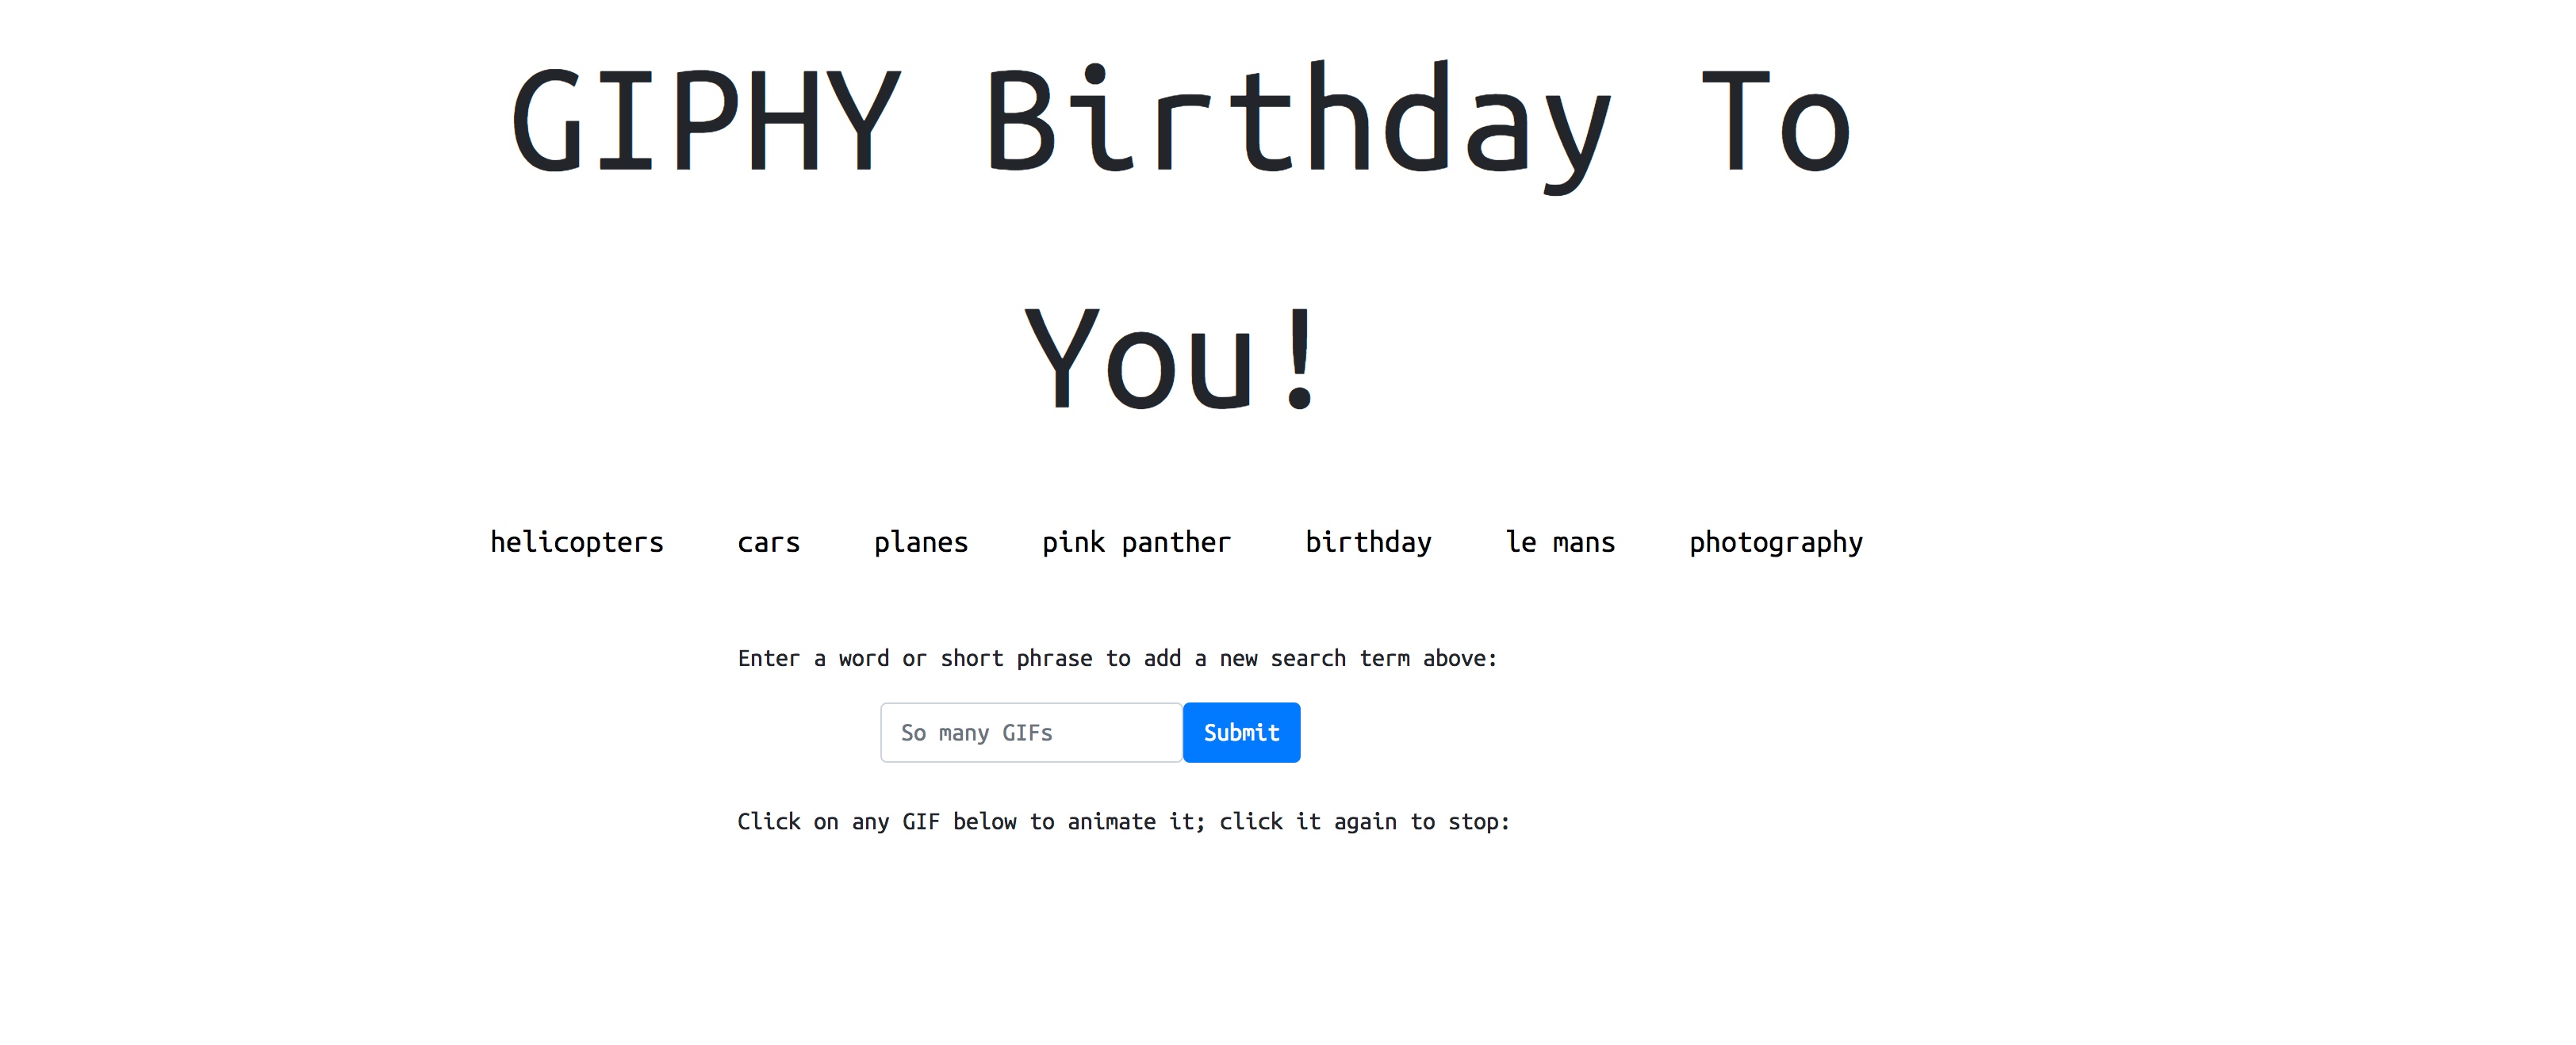 GIPHY Birthday To
You!
helicopters cars planes pink panther birthday le mans photography
Enter a word or short phrase to add a new search term above:
So many GIFs Submit
Click on any GIF below to animate it; click it again to stop: